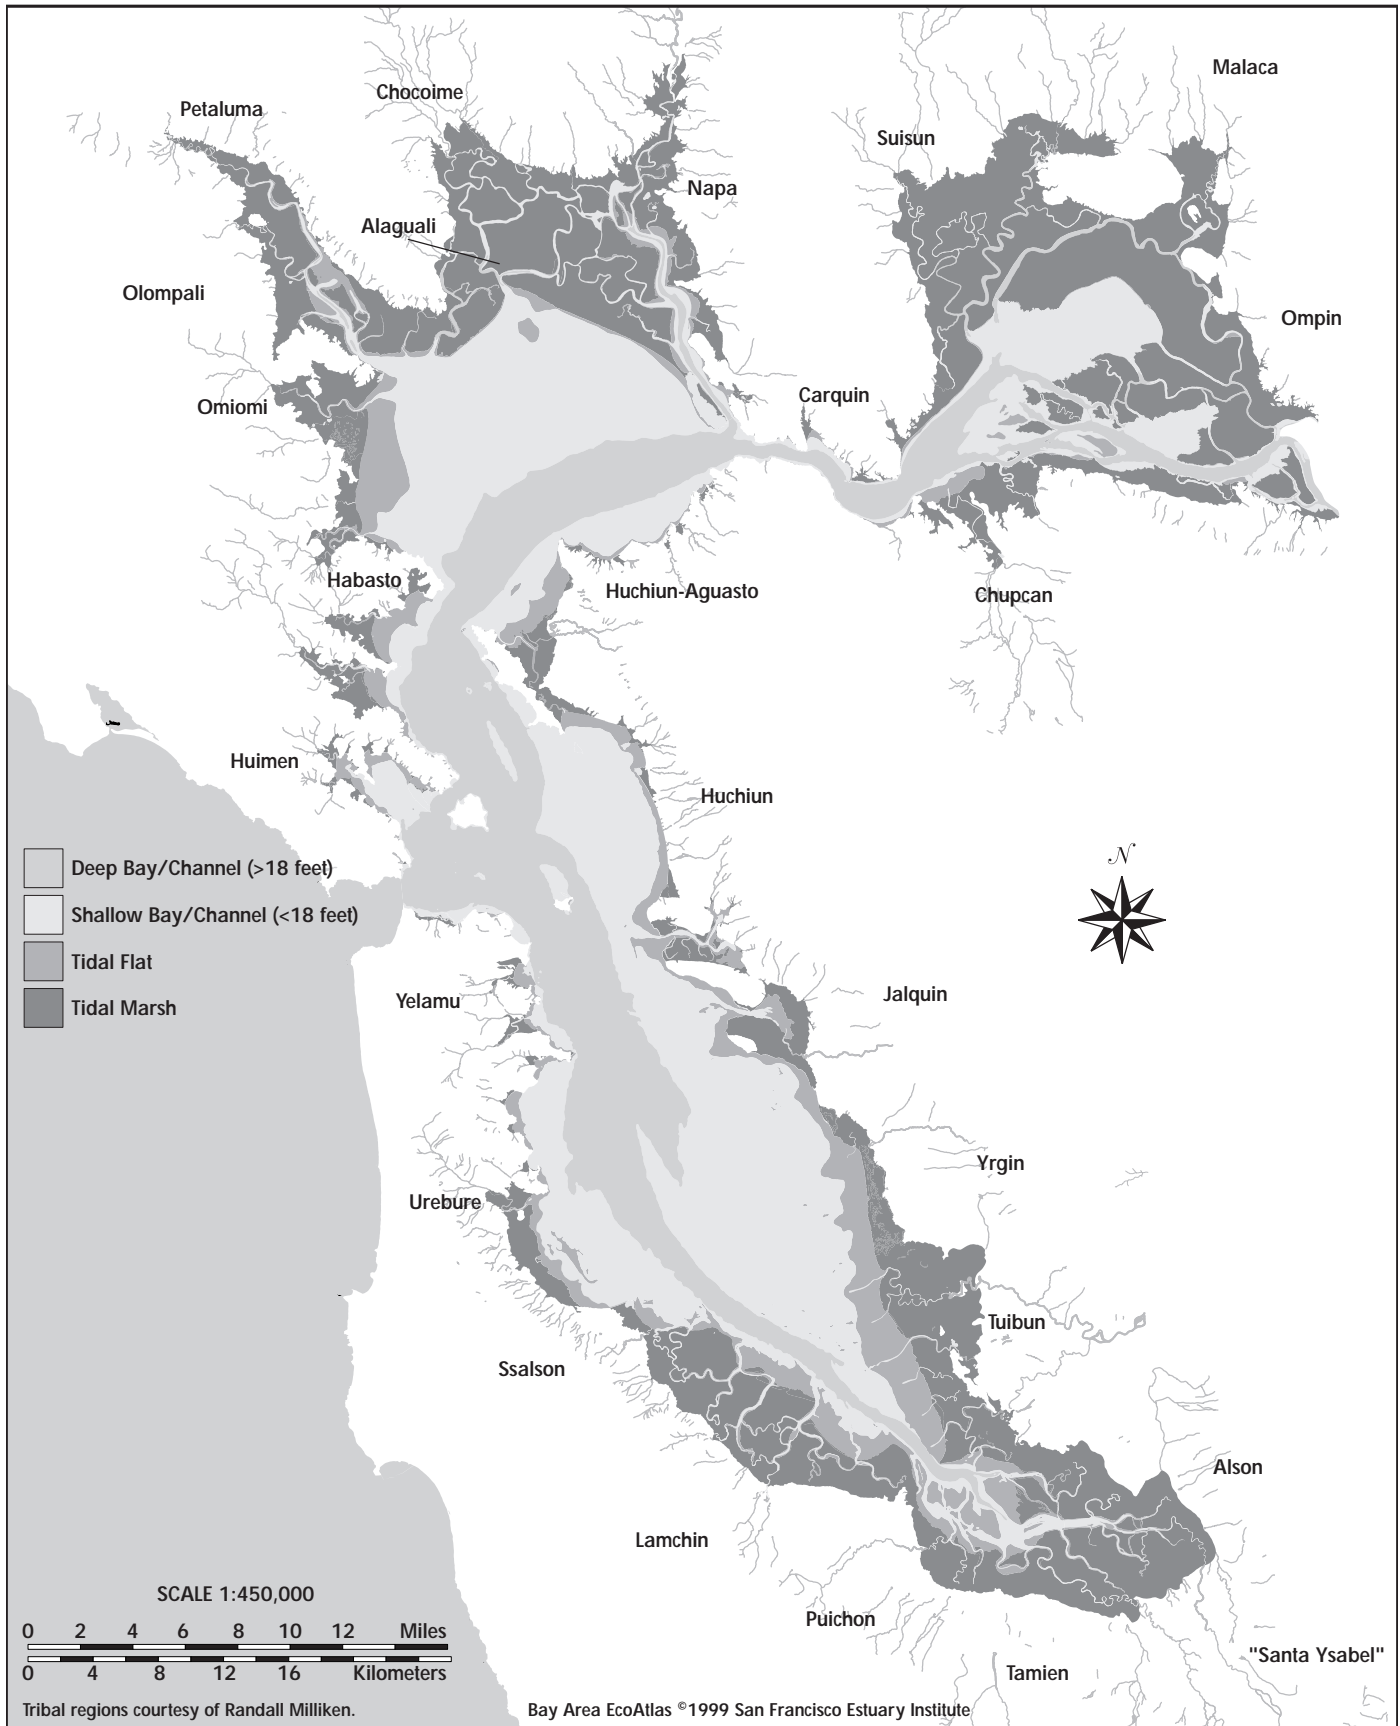 Malaca
Chocoime
Petaluma
Suisun
Napa
Alaguali
Olompali
Ompin
Carquin
Omiomi
Habasto
Huchiun-Aguasto
Chupcan
Huimen
Huchiun
N
Deep Bay/Channel (>18 feet)
Shallow Bay/Channel (<18 feet)
Tidal Flat
Tidal Marsh
Yelamu
Jalquin
Yrgin
Urebure
Tuibun
Ssalson
Alson
Lamchin
Puichon
"Santa Ysabel"
Tamien
SCALE 1:450,000
0 2 4 6 8 10 12 Miles
0 4 8 12 16 Kilometers
Tribal regions courtesy of Randall Milliken.
Bay Area EcoAtlas ©1999 San Francisco Estuary Institute